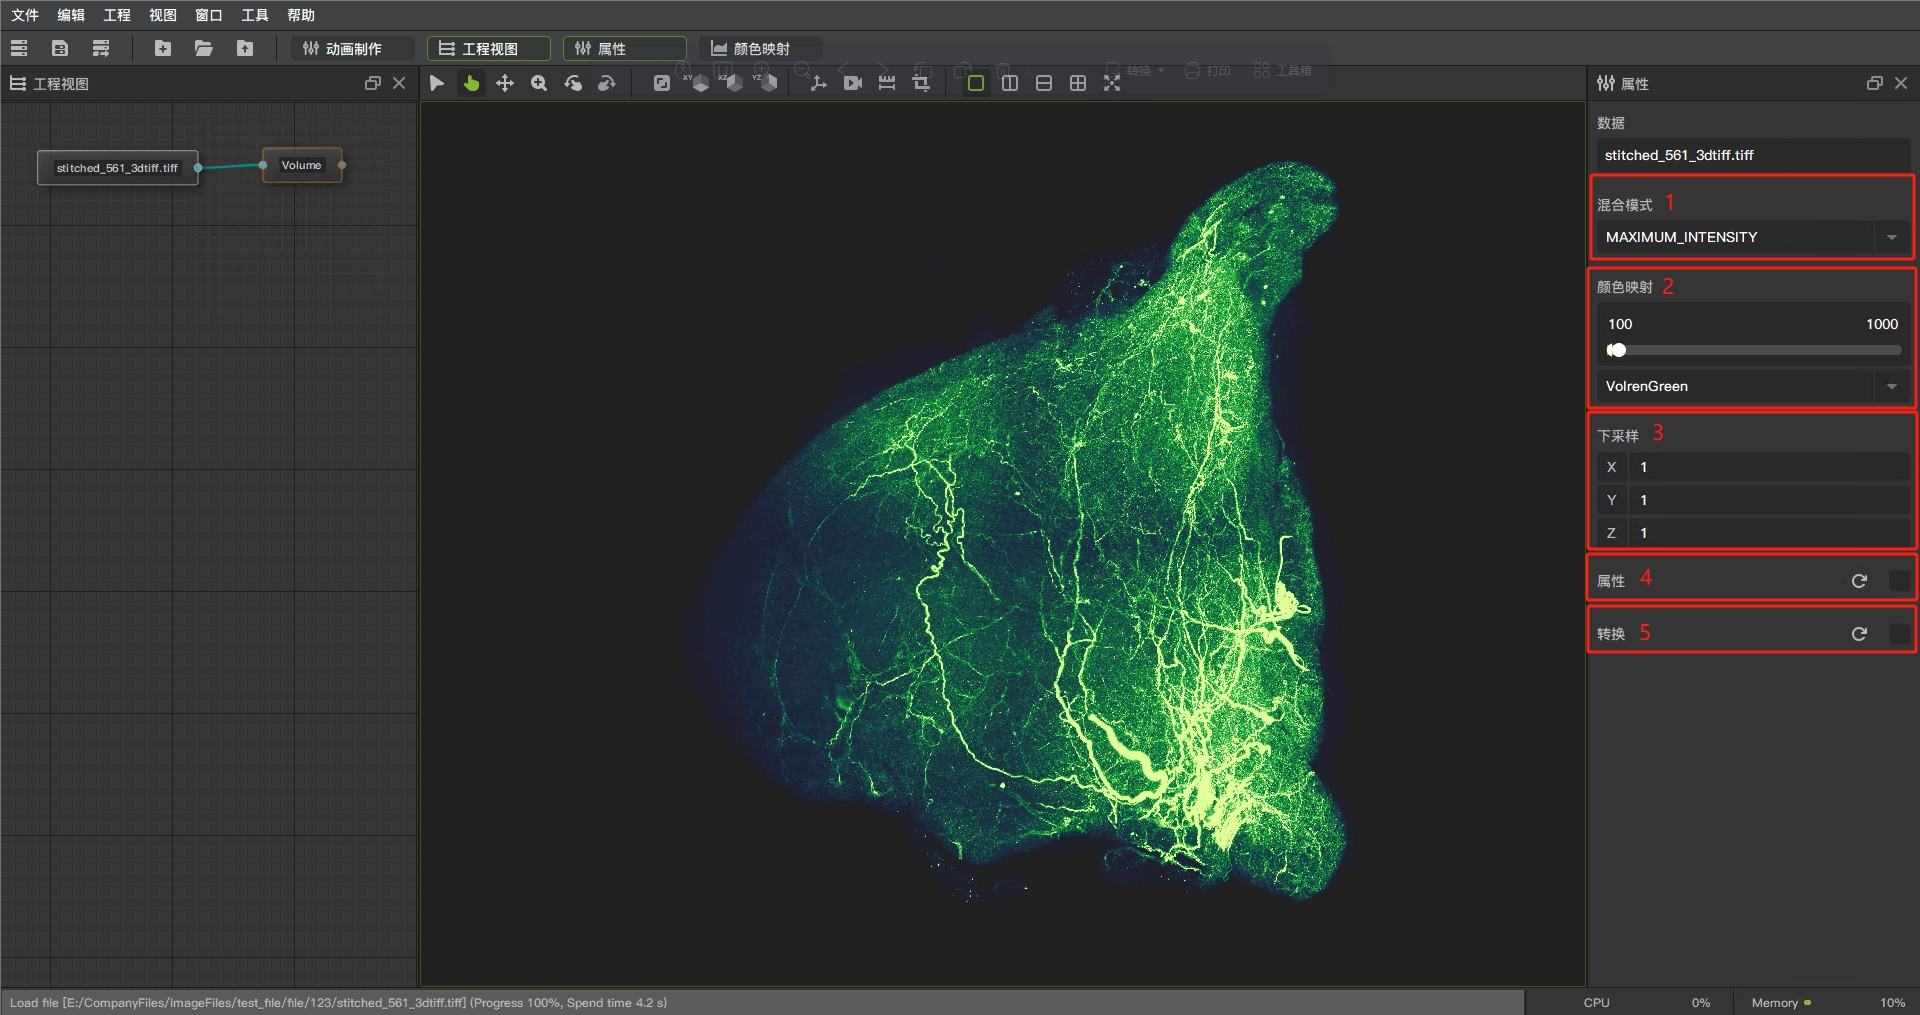 文件 编辑 工程 视图 窗口 工具 帮助
动画制作 工程视图 属性 颜色映射
转换 打印 工具箱
工程视图
XY XZ YZ
属性
stitched_561_3dtiff.tiff
Volume
数据
stitched_561_3dtiff.tiff
混合模式 1
MAXIMUM_INTENSITY
颜色映射 2
100 1000
VolrenGreen
下采样 3
X 1
Y 1
Z 1
属性 4
转换 5
Load file [E:/CompanyFiles/ImageFiles/test_file/file/123/stitched_561_3dtiff.tiff] (Progress 100%, Spend time 4.2 s)
CPU 0% Memory 10%